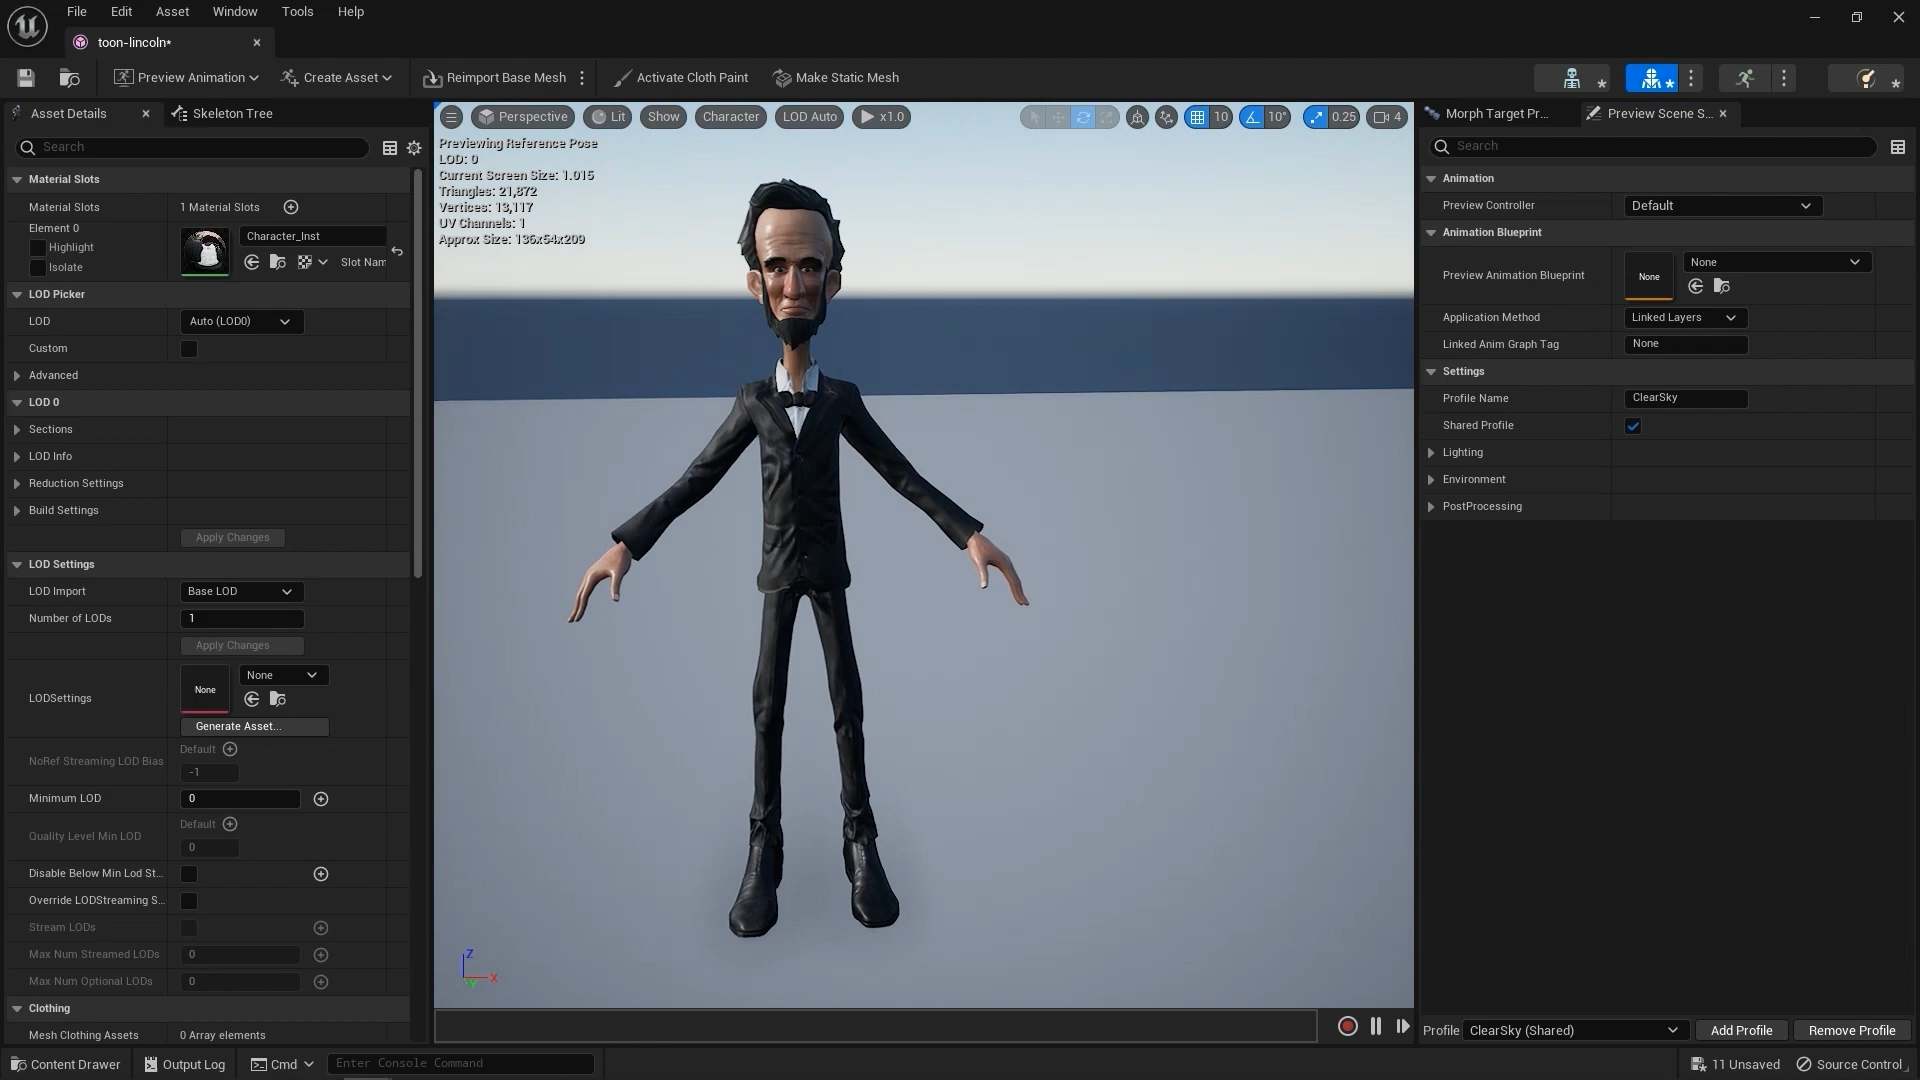 File Edit Asset Window Tools Help
toon-lincoln*
Preview Animation Create Asset Reimport Base Mesh Activate Cloth Paint Make Static Mesh
Asset Details Skeleton Tree
Search
Material Slots
Material Slots 1 Material Slots
Element 0
Highlight
Isolate
Character_Inst
Slot Nam
LOD Picker
LOD Auto (LOD0)
Custom
Advanced
LOD 0
Sections
LOD Info
Reduction Settings
Build Settings
Apply Changes
LOD Settings
LOD Import Base LOD
Number of LODs 1
Apply Changes
LODSettings None None
Generate Asset...
NoRef Streaming LOD Bias Default
-1
Minimum LOD 0
Quality Level Min LOD Default
0
Disable Below Min Lod St...
Override LODStreaming S...
Stream LODs
Max Num Streamed LODs 0
Max Num Optional LODs 0
Clothing
Mesh Clothing Assets 0 Array elements
Perspective Lit Show Character LOD Auto x1.0 10 10° 0.25 4
Previewing Reference Pose
LOD: 0
Current Screen Size: 1.015
Triangles: 21,872
Vertices: 13,117
UV Channels: 1
Approx Size: 136x54x209
Z
X
Y
Morph Target Pr... Preview Scene S...
Search
Animation
Preview Controller Default
Animation Blueprint
Preview Animation Blueprint None None
Application Method Linked Layers
Linked Anim Graph Tag None
Settings
Profile Name ClearSky
Shared Profile
Lighting
Environment
PostProcessing
Profile ClearSky (Shared) Add Profile Remove Profile
Content Drawer Output Log Cmd Enter Console Command 11 Unsaved Source Control